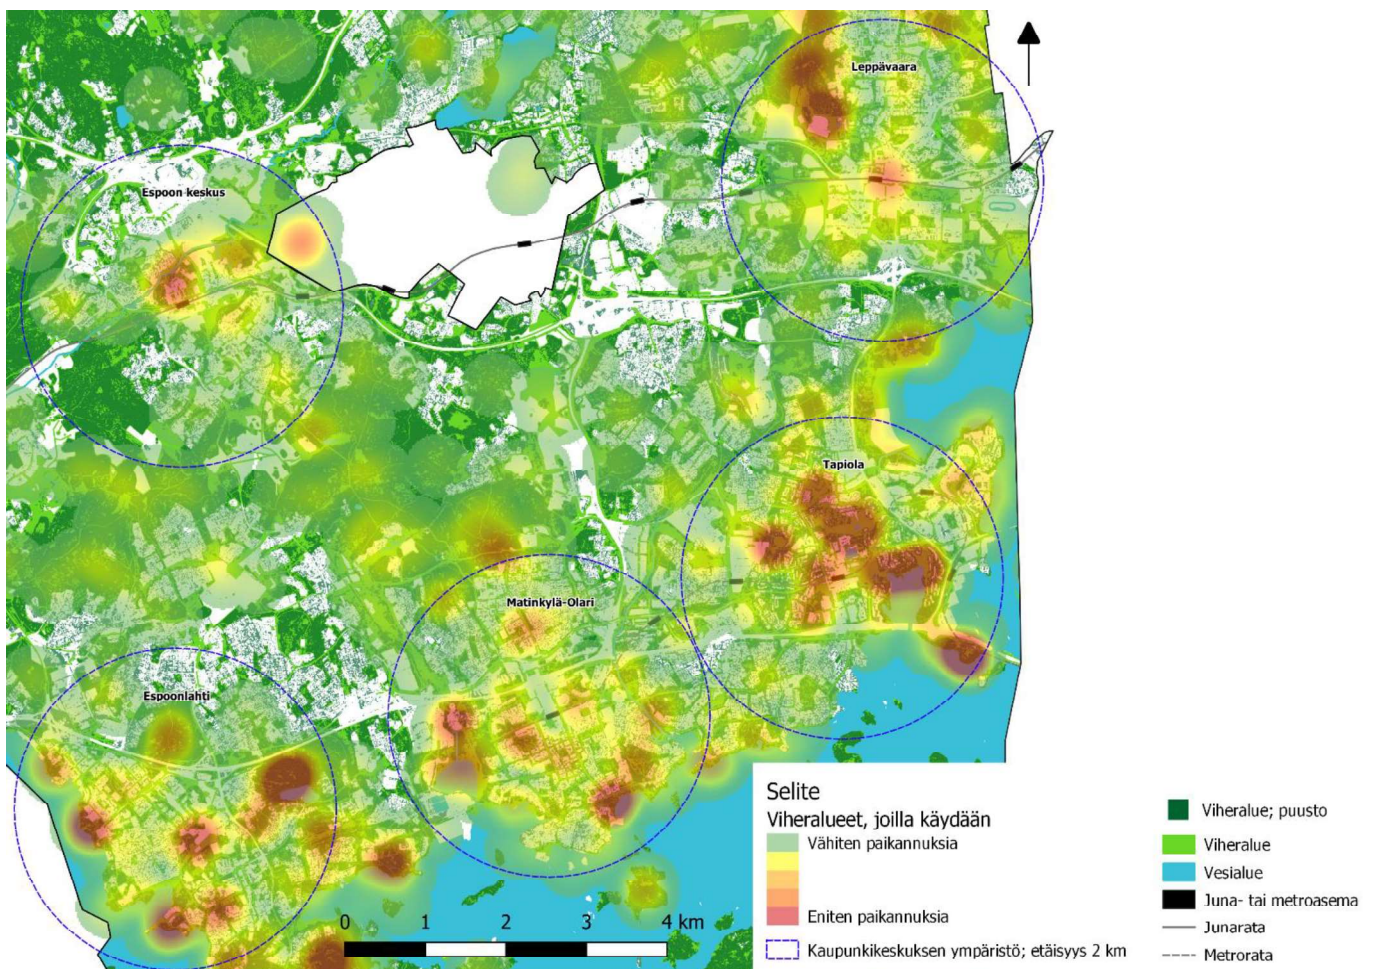 Leppävaara
Espoon keskus
Tapiola
Matinkylä-Olari
Espoonlahti
0 1 2 3 4 km
Selite
Viheralueet, joilla käydään
Vähiten paikannuksia
Eniten paikannuksia
Kaupunkikeskuksen ympäristö; etäisyys 2 km
Viheralue; puusto
Viheralue
Vesialue
Juna- tai metroasema
Junarata
Metrorata